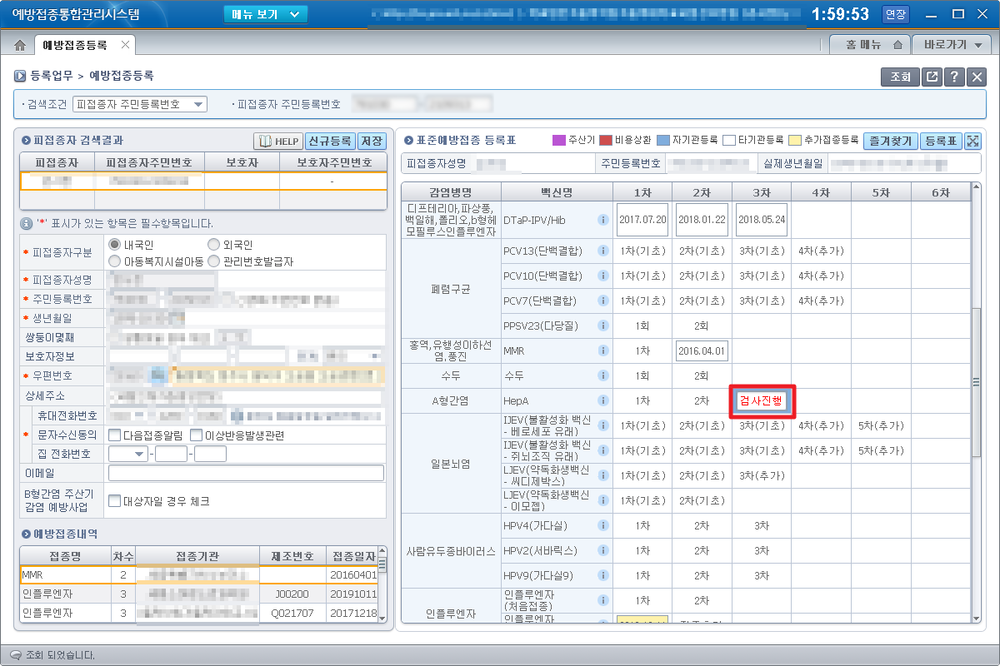 예방접종통합관리시스템 메뉴 보기 1:59:53 연장
예방접종등록 홈 메뉴 바로가기
등록업무 > 예방접종등록 조회
· 검색조건 피접종자 주민등록번호 · 피접종자 주민등록번호
피접종자 검색결과 HELP 신규등록 저장
피접종자 피접종자주민번호 보호자 보호자주민번호
-
'*' 표시가 있는 항목은 필수항목입니다.
* 피접종자구분 내국인 외국인
아동복지시설아동 관리번호발급자
* 피접종자성명
* 주민등록번호
* 생년월일
쌍둥이몇째
보호자정보
* 우편번호
상세주소
휴대전화번호
* 문자수신동의 다음접종알림 이상반응발생관련
집 전화번호 - -
이메일
B형간염 주산기
감염 예방사업 대상자일 경우 체크
예방접종내역
접종명 차수 접종기관 제조번호 접종일자
MMR 2 20160401
인플루엔자 3 J00200 20191011
인플루엔자 3 Q021707 20171218
표준예방접종 등록표 주산기 비용상환 자기관등록 타기관등록 추가접종등록 즐겨찾기 등록표
피접종자성명 주민등록번호 실제생년월일
감염병명 백신명 1차 2차 3차 4차 5차 6차
디프테리아,파상풍,
백일해,폴리오,b형헤
모필루스인플루엔자 DTaP-IPV/Hib 2017.07.20 2018.01.22 2018.05.24
폐렴구균
PCV13(단백결합) 1차(기초) 2차(기초) 3차(기초) 4차(추가)
PCV10(단백결합) 1차(기초) 2차(기초) 3차(기초) 4차(추가)
PCV7(단백결합) 1차(기초) 2차(기초) 3차(기초) 4차(추가)
PPSV23(다당질) 1회 2회
홍역,유행성이하선
염,풍진 MMR 1차 2016.04.01
수두 수두 1회 2회
A형간염 HepA 1차 2차 검사진행
일본뇌염
IJEV(불활성화 백신
- 베로세포 유래) 1차(기초) 2차(기초) 3차(기초) 4차(추가) 5차(추가)
IJEV(불활성화 백신
- 쥐뇌조직 유래) 1차(기초) 2차(기초) 3차(기초) 4차(추가) 5차(추가)
LJEV(약독화생백신
- 씨디제박스) 1차(기초) 2차(기초) 3차(추가)
LJEV(약독화생백신
- 이모젭) 1차(기초) 2차(기초)
사람유두종바이러스
HPV4(가다실) 1차 2차 3차
HPV2(서바릭스) 1차 2차 3차
HPV9(가다실9) 1차 2차 3차
인플루엔자
인플루엔자
(처음접종) 1차 2차
인플루엔자
조회 되었습니다.